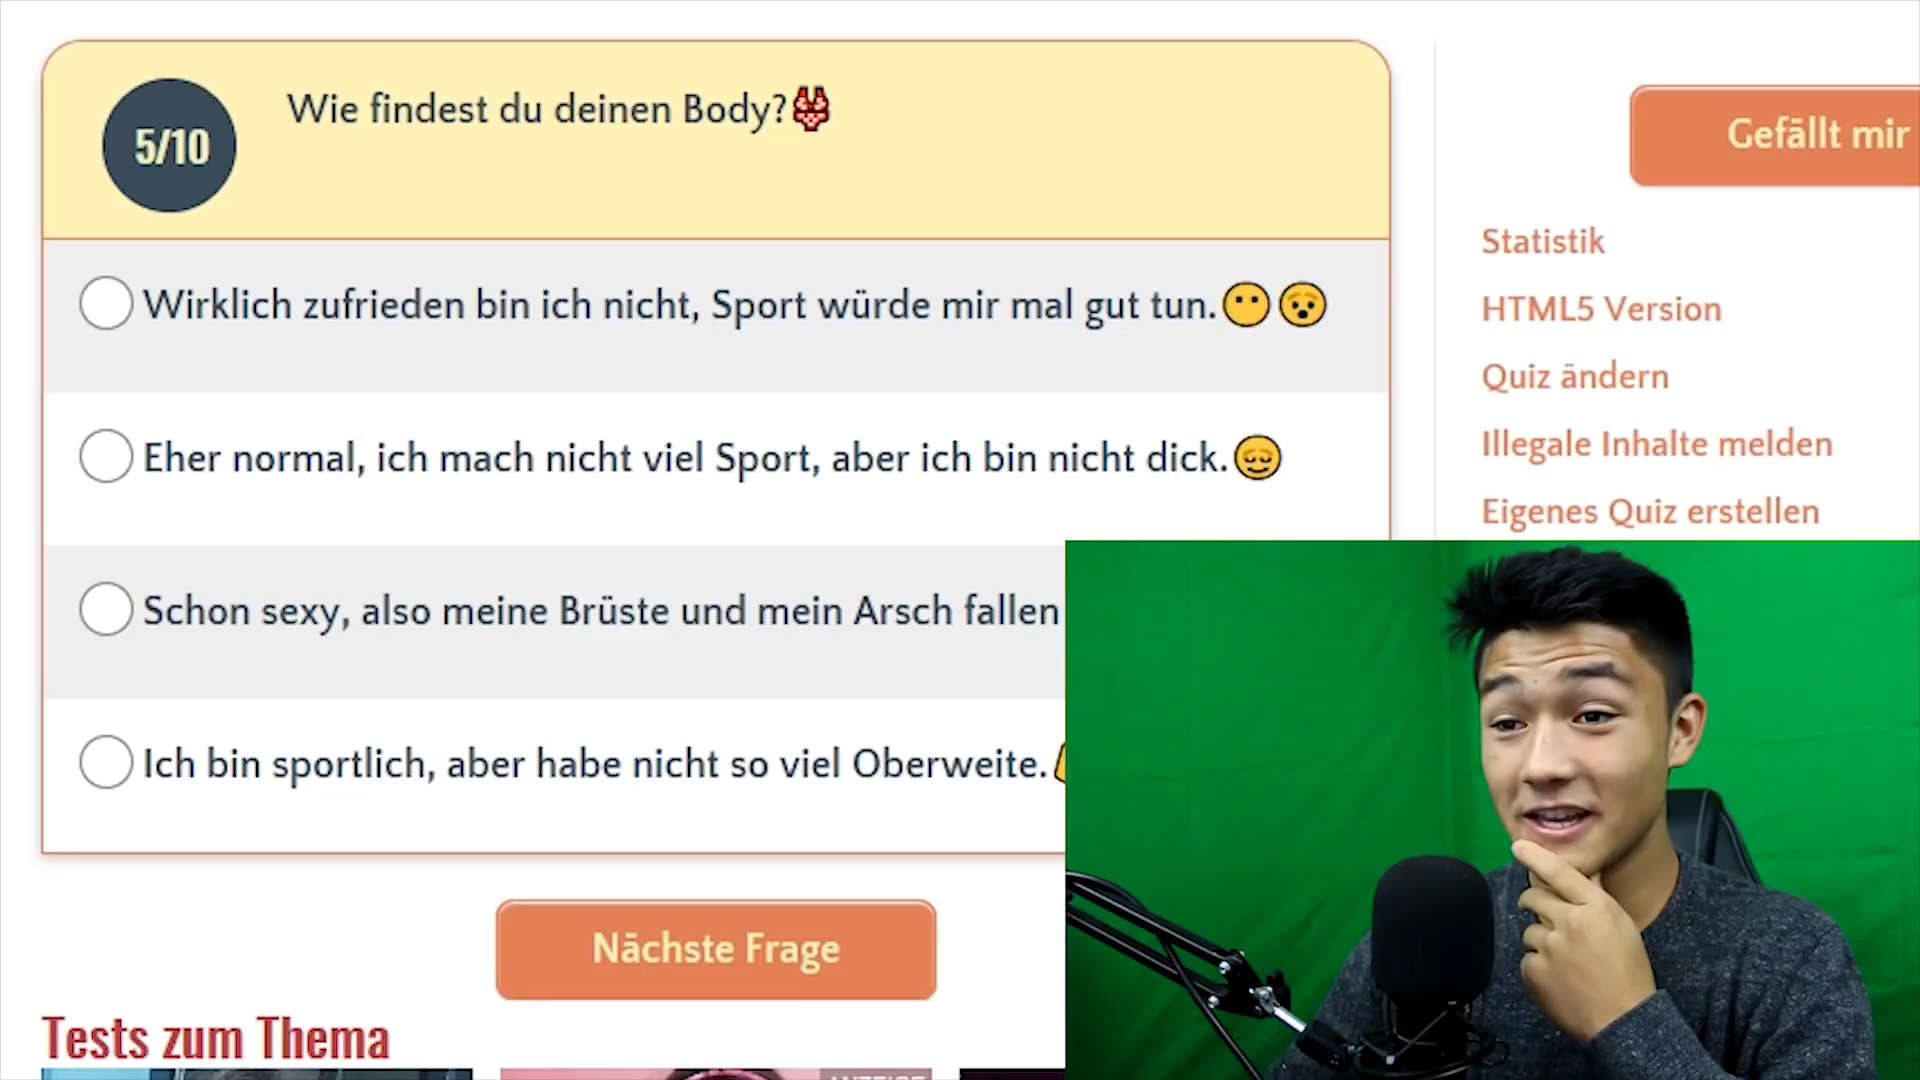 5/10
Wie findest du deinen Body?👙
Wirklich zufrieden bin ich nicht, Sport würde mir mal gut tun.😶😯
Eher normal, ich mach nicht viel Sport, aber ich bin nicht dick.😌
Schon sexy, also meine Brüste und mein Arsch fallen
Ich bin sportlich, aber habe nicht so viel Oberweite.
Nächste Frage
Tests zum Thema
ANZEIGE
Gefällt mir
Statistik
HTML5 Version
Quiz ändern
Illegale Inhalte melden
Eigenes Quiz erstellen